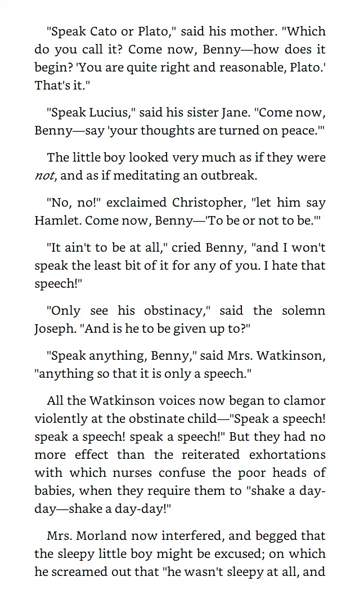 "Speak Cato or Plato," said his mother. "Which
do you call it? Come now, Benny—how does it
begin? 'You are quite right and reasonable, Plato.'
That's it."
"Speak Lucius," said his sister Jane. "Come now,
Benny—say 'your thoughts are turned on peace.'"
The little boy looked very much as if they were
not, and as if meditating an outbreak.
"No, no!" exclaimed Christopher, "let him say
Hamlet. Come now, Benny—'To be or not to be.'"
"It ain't to be at all," cried Benny, "and I won't
speak the least bit of it for any of you. I hate that
speech!"
"Only see his obstinacy," said the solemn
Joseph. "And is he to be given up to?"
"Speak anything, Benny," said Mrs. Watkinson,
"anything so that it is only a speech."
All the Watkinson voices now began to clamor
violently at the obstinate child—"Speak a speech!
speak a speech! speak a speech!" But they had no
more effect than the reiterated exhortations
with which nurses confuse the poor heads of
babies, when they require them to "shake a day-
day—shake a day-day!"
Mrs. Morland now interfered, and begged that
the sleepy little boy might be excused; on which
he screamed out that "he wasn't sleepy at all, and